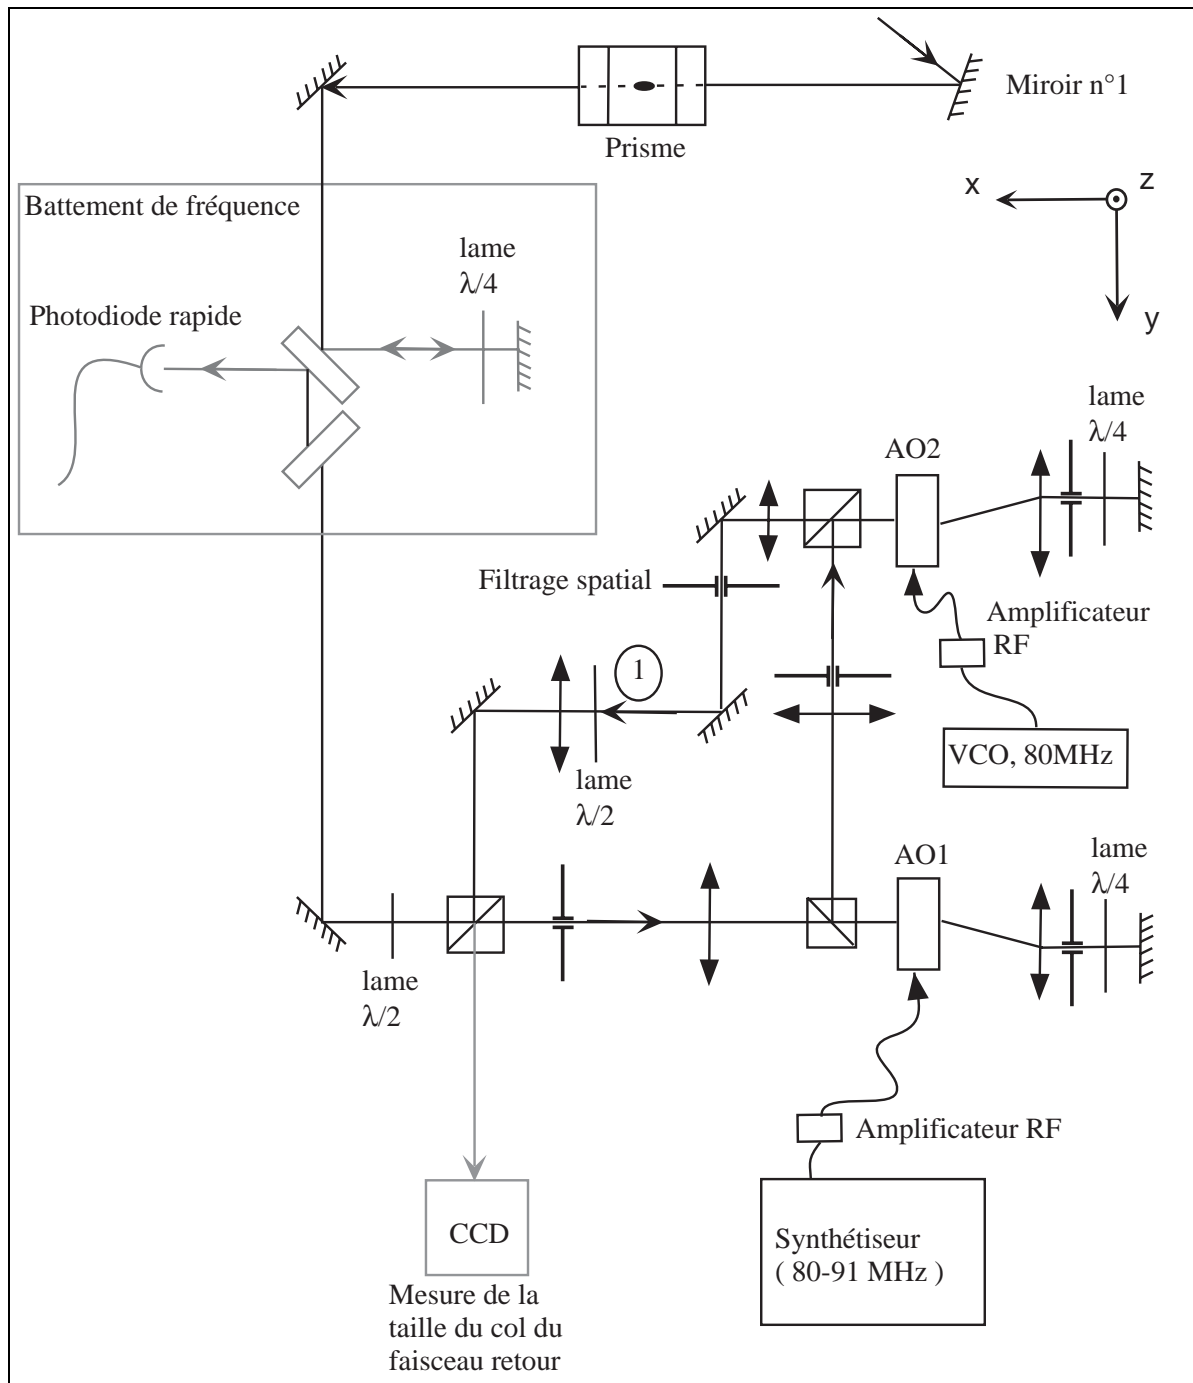 Miroir n°1
Prisme
x
z
y
Battement de fréquence
lame
λ/4
Photodiode rapide
lame
λ/4
AO2
Filtrage spatial
Amplificateur
RF
1
VCO, 80MHz
lame
λ/2
AO1
lame
λ/4
lame
λ/2
Amplificateur RF
CCD
Synthétiseur
( 80-91 MHz )
Mesure de la
taille du col du
faisceau retour